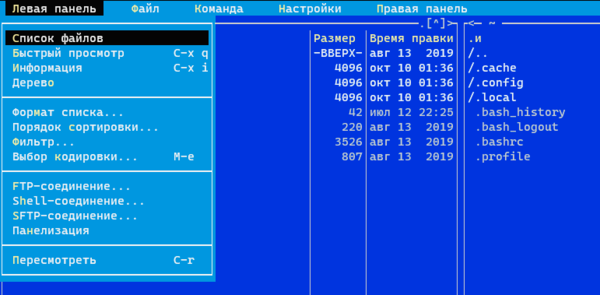 Левая панель Файл Команда Настройки Правая панель
.[^]> <— ~
Список файлов Размер Время правки .и
Быстрый просмотр C-x q -ВВЕРХ- авг 13 2019 /..
Информация C-x i 4096 окт 10 01:36 /.cache
Дерево 4096 окт 10 01:36 /.config
4096 окт 10 01:36 /.local
Формат списка... 42 июл 12 22:25 .bash_history
Порядок сортировки... 220 авг 13 2019 .bash_logout
Фильтр... 3526 авг 13 2019 .bashrc
Выбор кодировки... M-e 807 авг 13 2019 .profile
FTP-соединение...
Shell-соединение...
SFTP-соединение...
Панелизация
Пересмотреть C-r